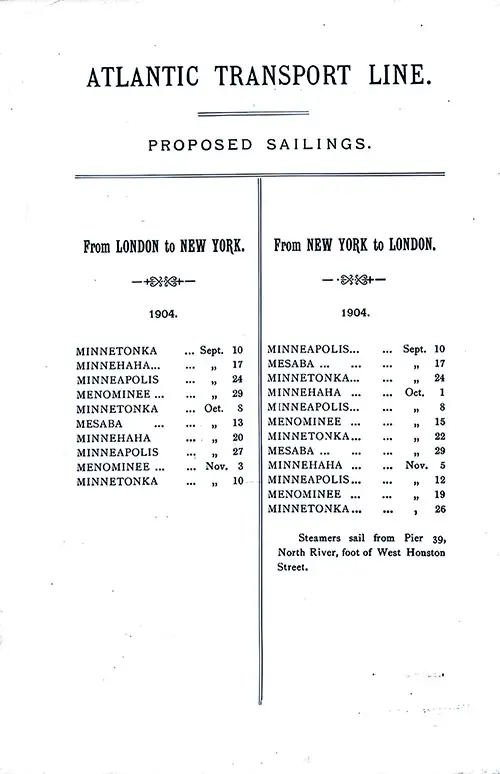 ATLANTIC TRANSPORT LINE.
PROPOSED SAILINGS.
From LONDON to NEW YORK.
1904.
MINNETONKA ... Sept. 10
MINNEHAHA... ... „ 17
MINNEAPOLIS ... „ 24
MENOMINEE ... ... „ 29
MINNETONKA ... Oct. 8
MESABA ... ... „ 13
MINNEHAHA ... „ 20
MINNEAPOLIS ... „ 27
MENOMINEE ... ... Nov. 3
MINNETONKA ... „ 10
From NEW YORK to LONDON.
1904.
MINNEAPOLIS... ... Sept. 10
MESABA ... ... ... „ 17
MINNETONKA... ... „ 24
MINNEHAHA ... ... Oct. 1
MINNEAPOLIS... ... „ 8
MENOMINEE ... ... „ 15
MINNETONKA... ... „ 22
MESABA ... ... ... „ 29
MINNEHAHA ... ... Nov. 5
MINNEAPOLIS... ... „ 12
MENOMINEE ... ... „ 19
MINNETONKA... ... , 26
Steamers sail from Pier 39,
North River, foot of West Houston
Street.